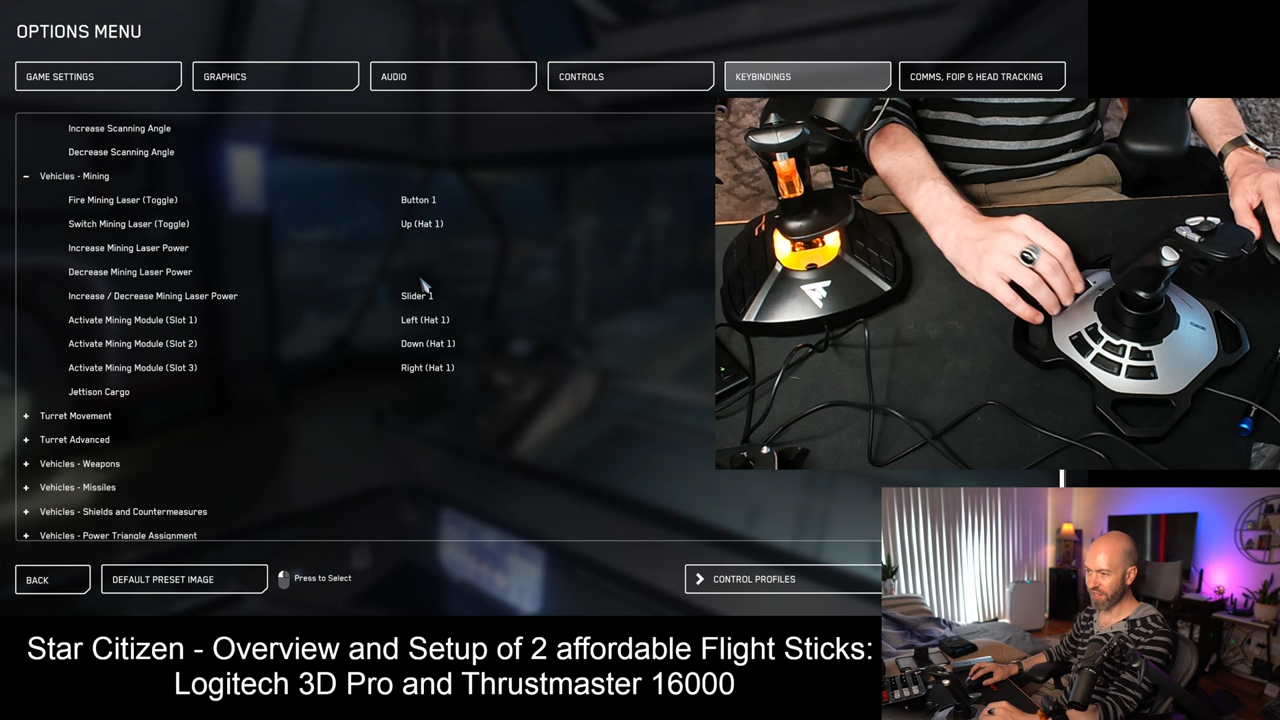 OPTIONS MENU
GAME SETTINGS
GRAPHICS
AUDIO
CONTROLS
KEYBINDINGS
COMMS, FOIP & HEAD TRACKING
Increase Scanning Angle
Decrease Scanning Angle
Vehicles - Mining
Fire Mining Laser (Toggle) Button 1
Switch Mining Laser (Toggle) Up (Hat 1)
Increase Mining Laser Power
Decrease Mining Laser Power
Increase / Decrease Mining Laser Power Slider 1
Activate Mining Module (Slot 1) Left (Hat 1)
Activate Mining Module (Slot 2) Down (Hat 1)
Activate Mining Module (Slot 3) Right (Hat 1)
Jettison Cargo
Turret Movement
Turret Advanced
Vehicles - Weapons
Vehicles - Missiles
Vehicles - Shields and Countermeasures
Vehicles - Power Triangle Assignment
BACK
DEFAULT PRESET IMAGE
Press to Select
CONTROL PROFILES
Star Citizen - Overview and Setup of 2 affordable Flight Sticks:
Logitech 3D Pro and Thrustmaster 16000